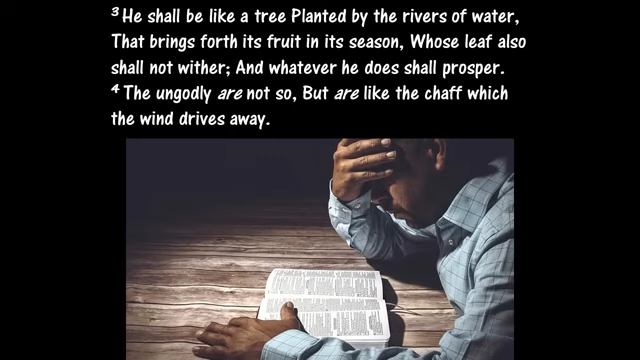 3 He shall be like a tree Planted by the rivers of water,
That brings forth its fruit in its season, Whose leaf also
shall not wither; And whatever he does shall prosper.
4 The ungodly are not so, But are like the chaff which
the wind drives away.